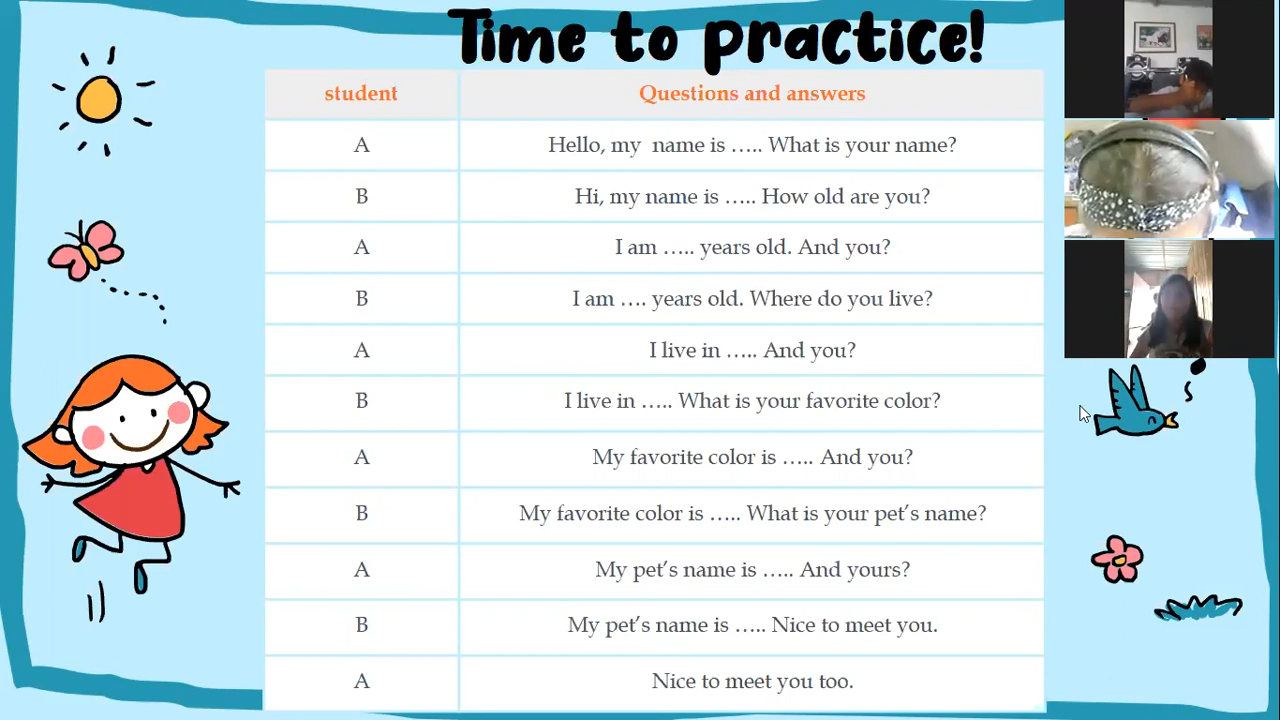 Time to practice!
student Questions and answers
A Hello, my name is ….. What is your name?
B Hi, my name is ….. How old are you?
A I am ….. years old. And you?
B I am …. years old. Where do you live?
A I live in ….. And you?
B I live in ….. What is your favorite color?
A My favorite color is ….. And you?
B My favorite color is ….. What is your pet’s name?
A My pet’s name is ….. And yours?
B My pet’s name is ….. Nice to meet you.
A Nice to meet you too.